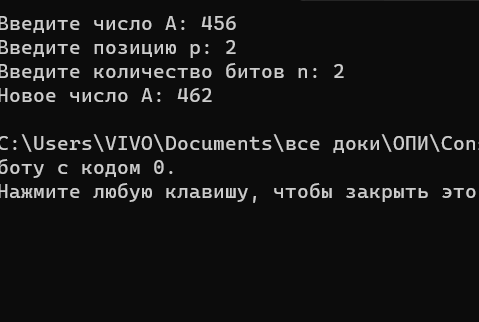 Введите число A: 456
Введите позицию p: 2
Введите количество битов n: 2
Новое число A: 462
C:\Users\VIVO\Documents\все доки\ОПИ\Con
боту с кодом 0.
Нажмите любую клавишу, чтобы закрыть это